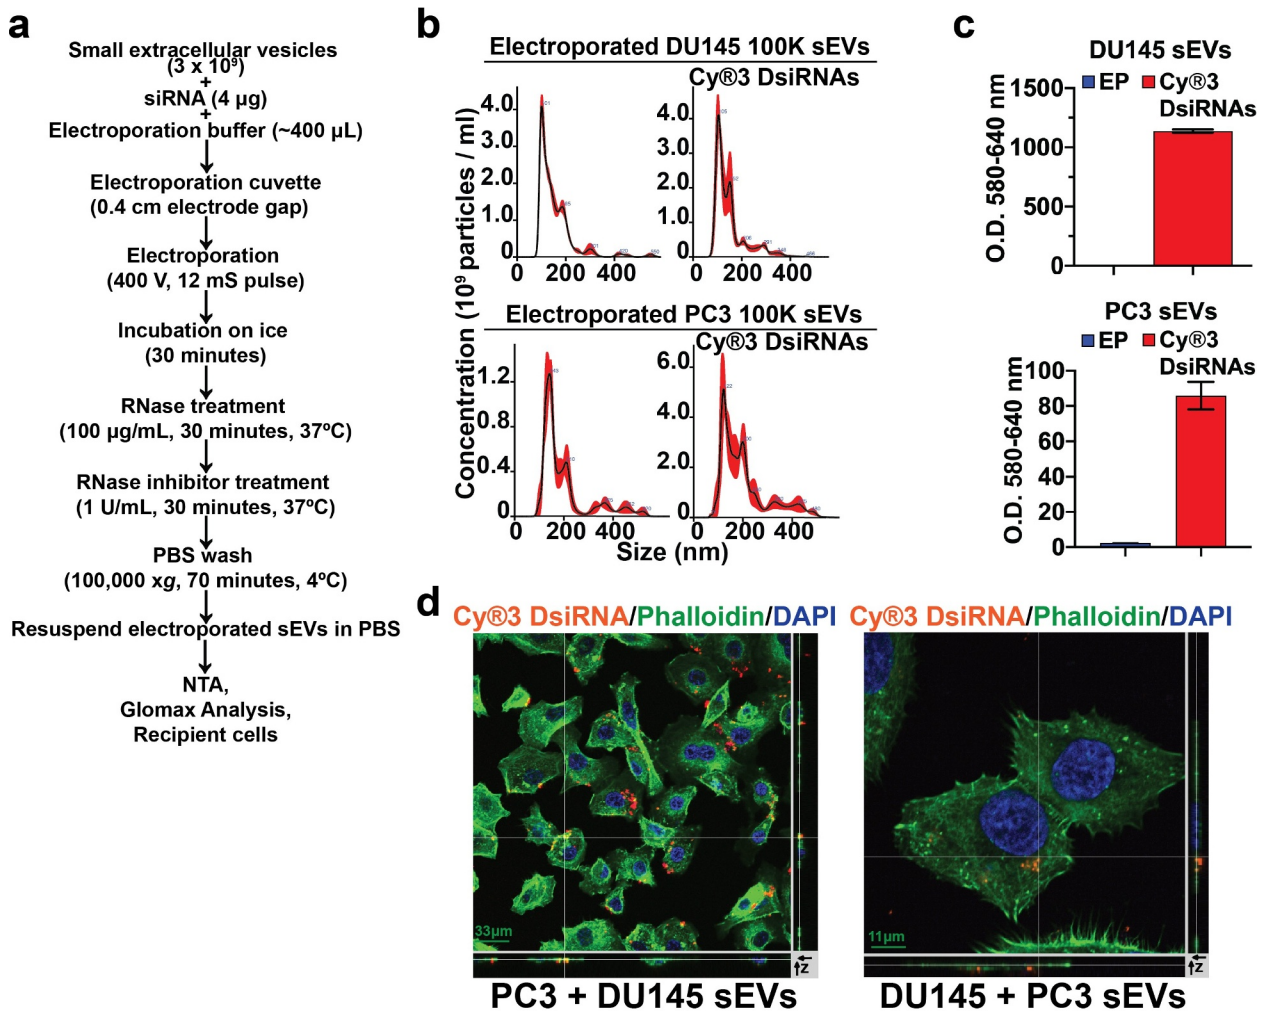 a
Small extracellular vesicles
(3 x 10⁹)
+
siRNA (4 µg)
+
Electroporation buffer (~400 µL)
Electroporation cuvette
(0.4 cm electrode gap)
Electroporation
(400 V, 12 mS pulse)
Incubation on ice
(30 minutes)
RNase treatment
(100 µg/mL, 30 minutes, 37ºC)
RNase inhibitor treatment
(1 U/mL, 30 minutes, 37ºC)
PBS wash
(100,000 xg, 70 minutes, 4ºC)
Resuspend electroporated sEVs in PBS
NTA,
Glomax Analysis,
Recipient cells
b
Electroporated DU145 100K sEVs
Cy®3 DsiRNAs
Concentration (10⁹ particles / ml)
4.0
3.0
2.0
1.0
0
0 200 400
4.0
3.0
2.0
1.0
0
0 200 400
Electroporated PC3 100K sEVs
Cy®3 DsiRNAs
1.2
0.8
0.4
0
0 200 400
6.0
4.0
2.0
0
0 200 400
Size (nm)
c
DU145 sEVs
EP Cy®3
DsiRNAs
O.D. 580-640 nm
1500
1000
500
0
PC3 sEVs
EP Cy®3
DsiRNAs
O.D. 580-640 nm
100
80
60
40
20
0
d
Cy®3 DsiRNA/Phalloidin/DAPI
33µm
z
PC3 + DU145 sEVs
Cy®3 DsiRNA/Phalloidin/DAPI
11µm
z
DU145 + PC3 sEVs